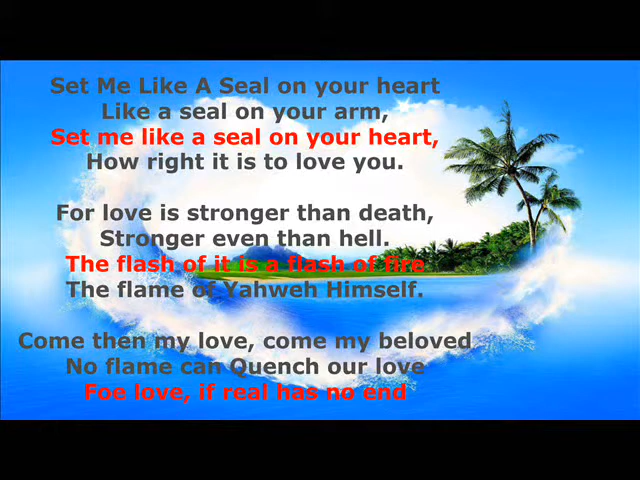 Set Me Like A Seal on your heart
Like a seal on your arm,
Set me like a seal on your heart,
How right it is to love you.
For love is stronger than death,
Stronger even than hell.
The flash of it is a flash of fire
The flame of Yahweh Himself.
Come then my love, come my beloved
No flame can Quench our love
Foe love, if real has no end